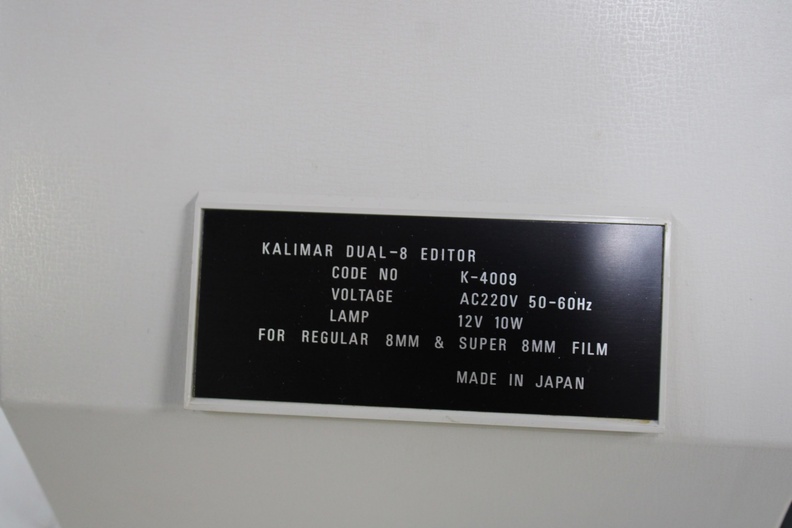 KALIMAR DUAL-8 EDITOR
CODE NO K-4009
VOLTAGE AC220V 50-60Hz
LAMP 12V 10W
FOR REGULAR 8MM & SUPER 8MM FILM
MADE IN JAPAN